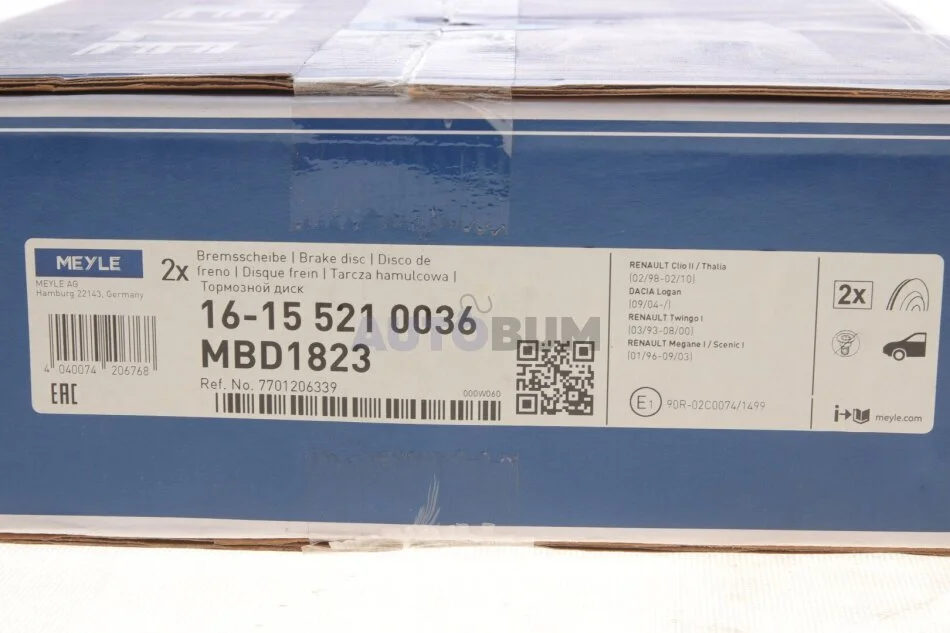 MEYLE
MEYLE AG
Hamburg 22143, Germany
2x
Bremsscheibe | Brake disc | Disco de
freno | Disque frein | Tarcza hamulcowa |
Тормозной диск
16-15 521 0036
MBD1823
Ref. No. 7701206339
000W060
4 040074 206768
EAC
AUTOBUM
RENAULT Clio II / Thalia
(02/98-02/10)
DACIA Logan
(09/04-/)
RENAULT Twingo I
(03/93-08/00)
RENAULT Megane I / Scenic I
(01/96-09/03)
E1 90R-02C0074/1499
2x
meyle.com